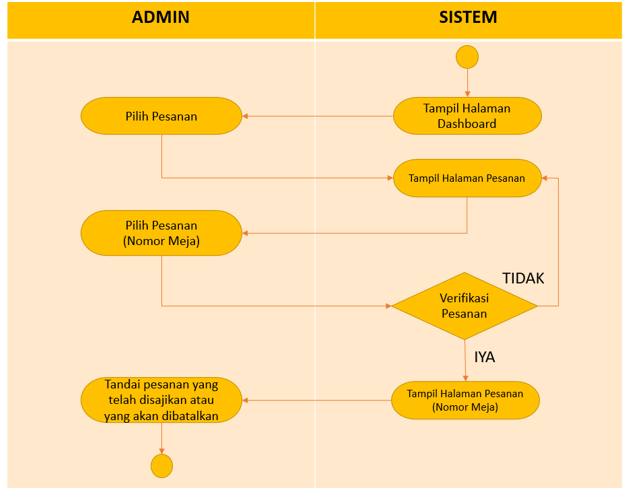 ADMIN
SISTEM
Tampil Halaman
Dashboard
Pilih Pesanan
Tampil Halaman Pesanan
Pilih Pesanan
(Nomor Meja)
TIDAK
Verifikasi
Pesanan
IYA
Tampil Halaman Pesanan
(Nomor Meja)
Tandai pesanan yang
telah disajikan atau
yang akan dibatalkan